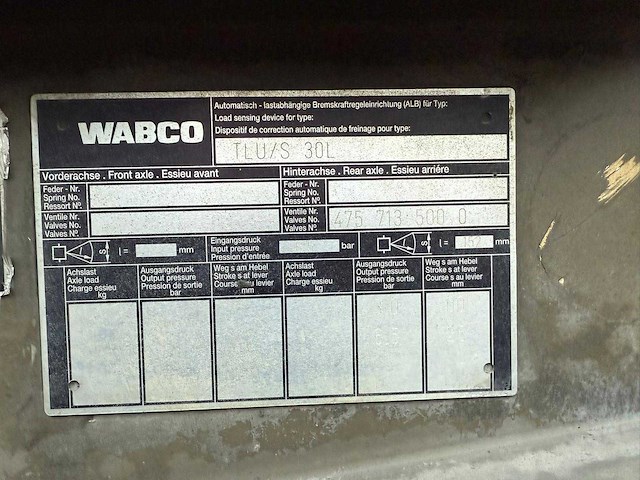 WABCO
Automatisch - lastabhängige Bremskraftregeleinrichtung (ALB) für Typ:
Load sensing device for type:
Dispositif de correction automatique de freinage pour type:
TLU/S 30L
Vorderachse . Front axle . Essieu avant
Hinterachse . Rear axle . Essieu arriére
Feder - Nr.
Spring No.
Ressort Nº.
Feder - Nr.
Spring No.
Ressort Nº.
Ventile Nr.
Valves No.
Valves Nº.
Ventile Nr.
Valves No.
Valves Nº.
475 713 500 0
s
l = mm
Eingangsdruck
Input pressure
Pression d'entrée
bar
s
l = mm
Achslast
Axle load
Charge essieu
kg
Ausgangsdruck
Output pressure
Pression de sortie
bar
Weg s am Hebel
Stroke s at lever
Course s au levier
mm
Achslast
Axle load
Charge essieu
kg
Ausgangsdruck
Output pressure
Pression de sortie
bar
Weg s am Hebel
Stroke s at lever
Course s au levier
mm